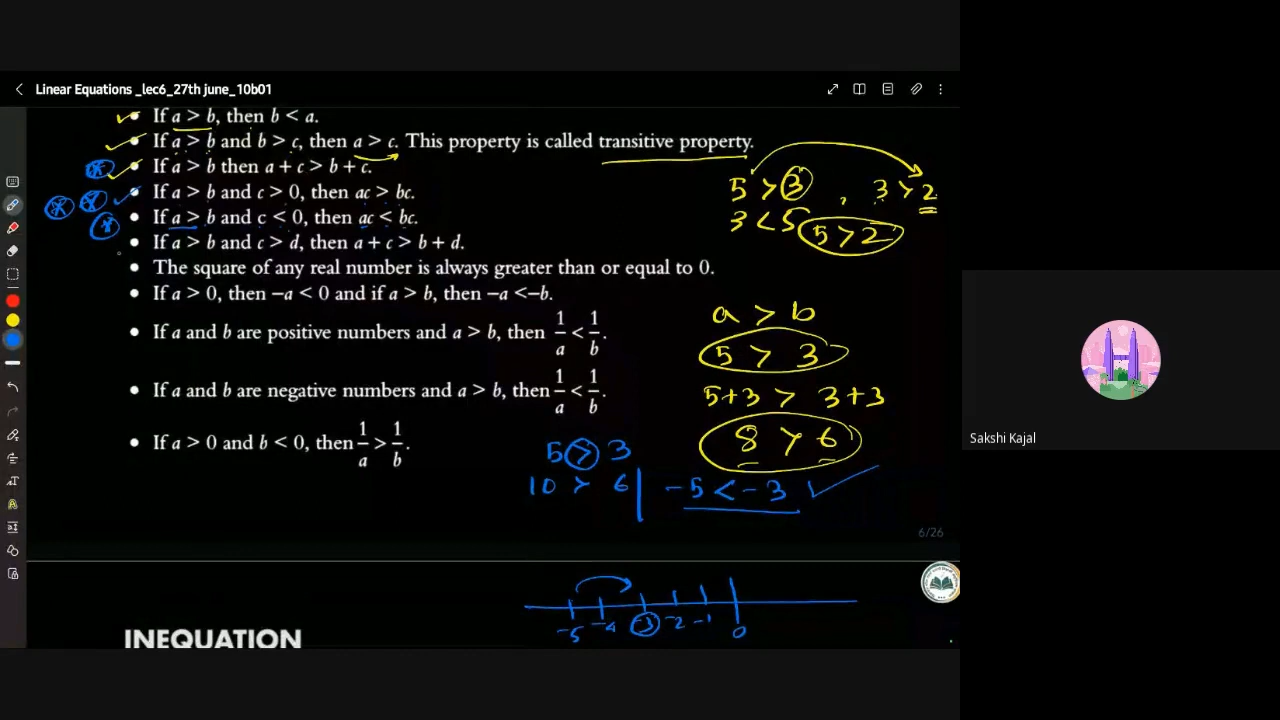 Linear Equations _lec6_27th june_10b01
If a > b, then b < a.
If a > b and b > c, then a > c. This property is called transitive property.
If a > b then a + c > b + c.
If a > b and c > 0, then ac > bc.
If a > b and c < 0, then ac < bc.
If a > b and c > d, then a + c > b + d.
The square of any real number is always greater than or equal to 0.
If a > 0, then −a < 0 and if a > b, then −a <−b.
If a and b are positive numbers and a > b, then 1/a < 1/b.
If a and b are negative numbers and a > b, then 1/a < 1/b.
If a > 0 and b < 0, then 1/a > 1/b.
5 > 3 , 3 > 2
3 < 5 5 > 2
a > b
5 > 3
5+3 > 3+3
8 > 6
5 > 3
10 > 6 | -5 < -3
6/26
-5 -4 -3 -2 -1 0
INEQUATION
Sakshi Kajal